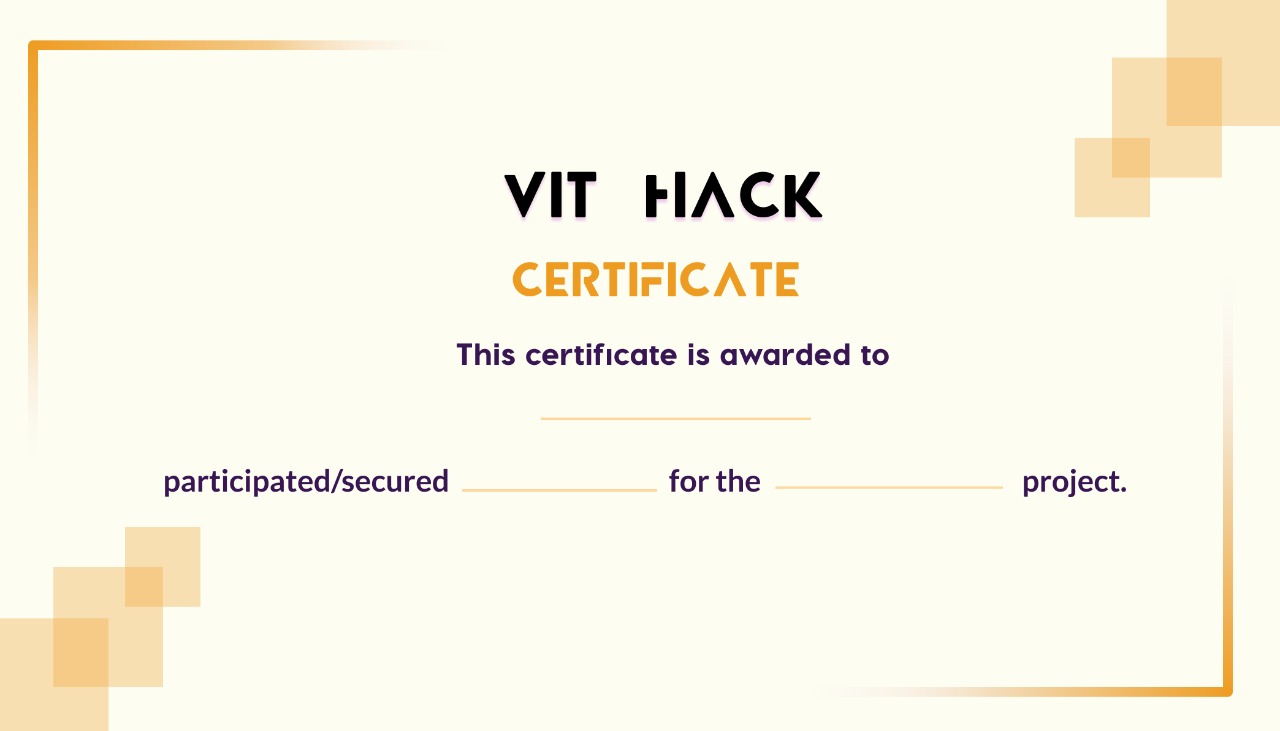 VIT HACK
CERTIFICATE
This certificate is awarded to
participated/secured for the project.